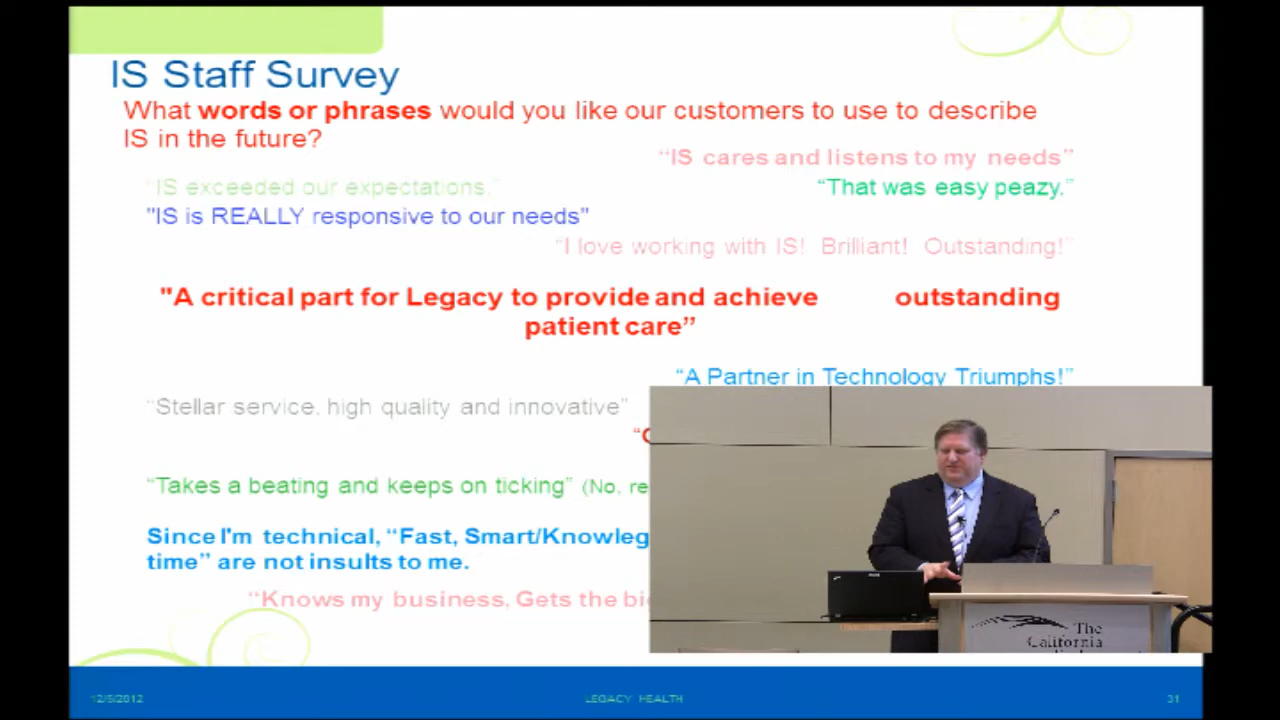 IS Staff Survey
What words or phrases would you like our customers to use to describe
IS in the future?
“IS cares and listens to my needs”
“IS exceeded our expectations.”
“That was easy peazy.”
"IS is REALLY responsive to our needs"
“I love working with IS! Brilliant! Outstanding!”
"A critical part for Legacy to provide and achieve outstanding
patient care”
“A Partner in Technology Triumphs!”
“Stellar service, high quality and innovative”
“Takes a beating and keeps on ticking” (No,
Since I'm technical, “Fast,
time” are not insults to me.
“Knows my business, Gets the
The
California
12/5/2012
LEGACY HEALTH
31